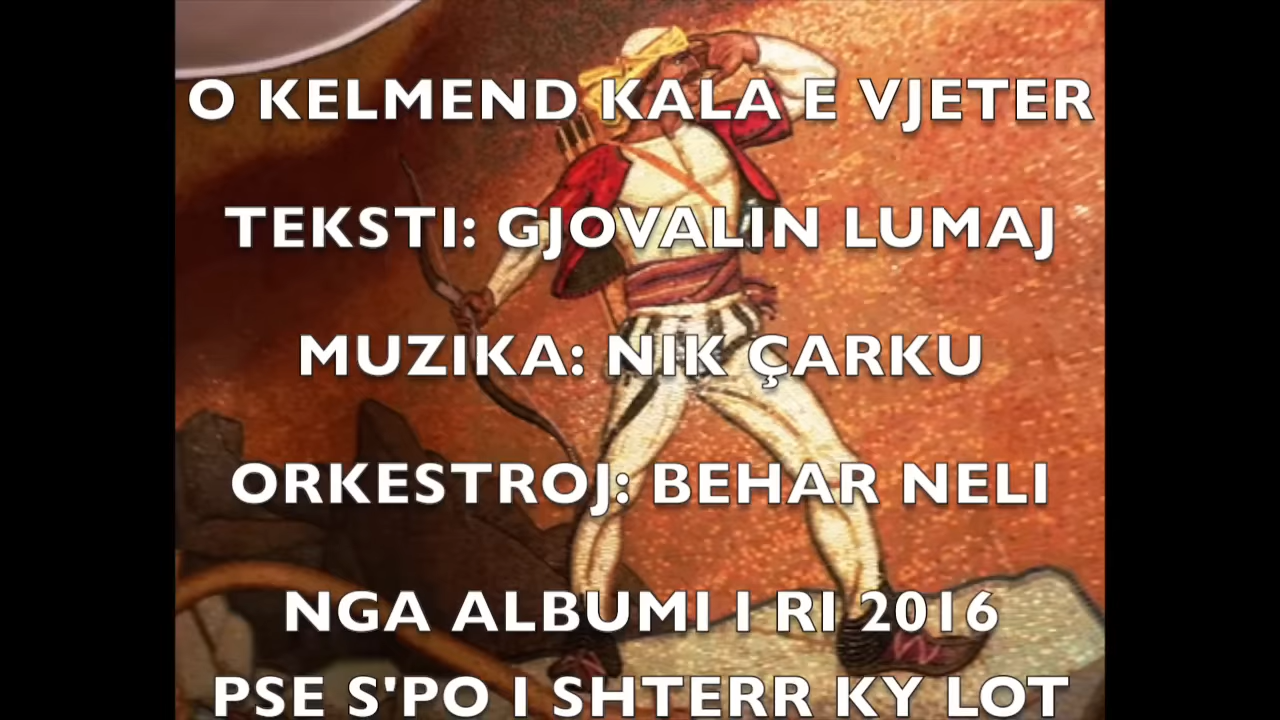 O KELMEND KALA E VJETER
TEKSTI: GJOVALIN LUMAJ
MUZIKA: NIK ÇARKU
ORKESTROJ: BEHAR NELI
NGA ALBUMI I RI 2016
PSE S'PO I SHTERR KY LOT